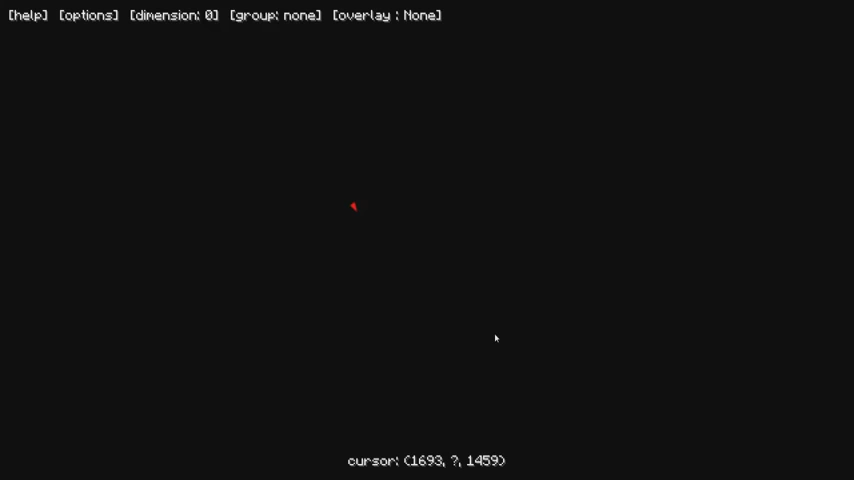 [help] [options] [dimension: 0] [group: none] [overlay : None]
cursor: (1693, ?, 1459)